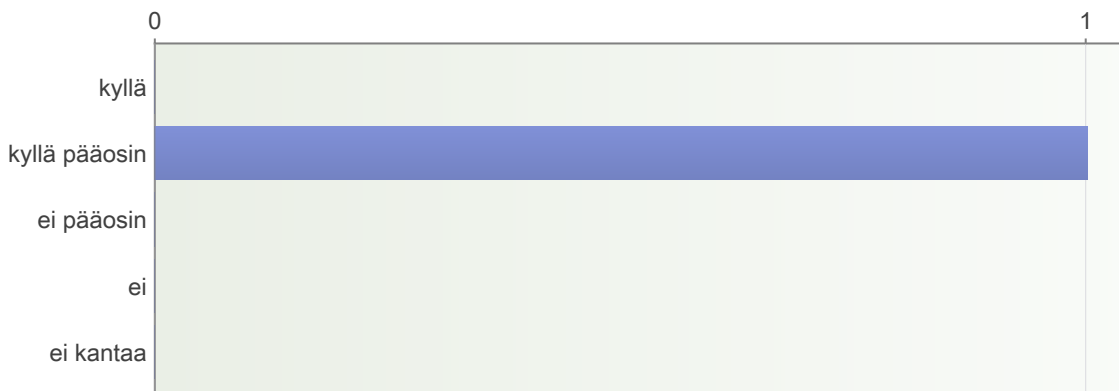 0 1
kyllä
kyllä pääosin
ei pääosin
ei
ei kantaa